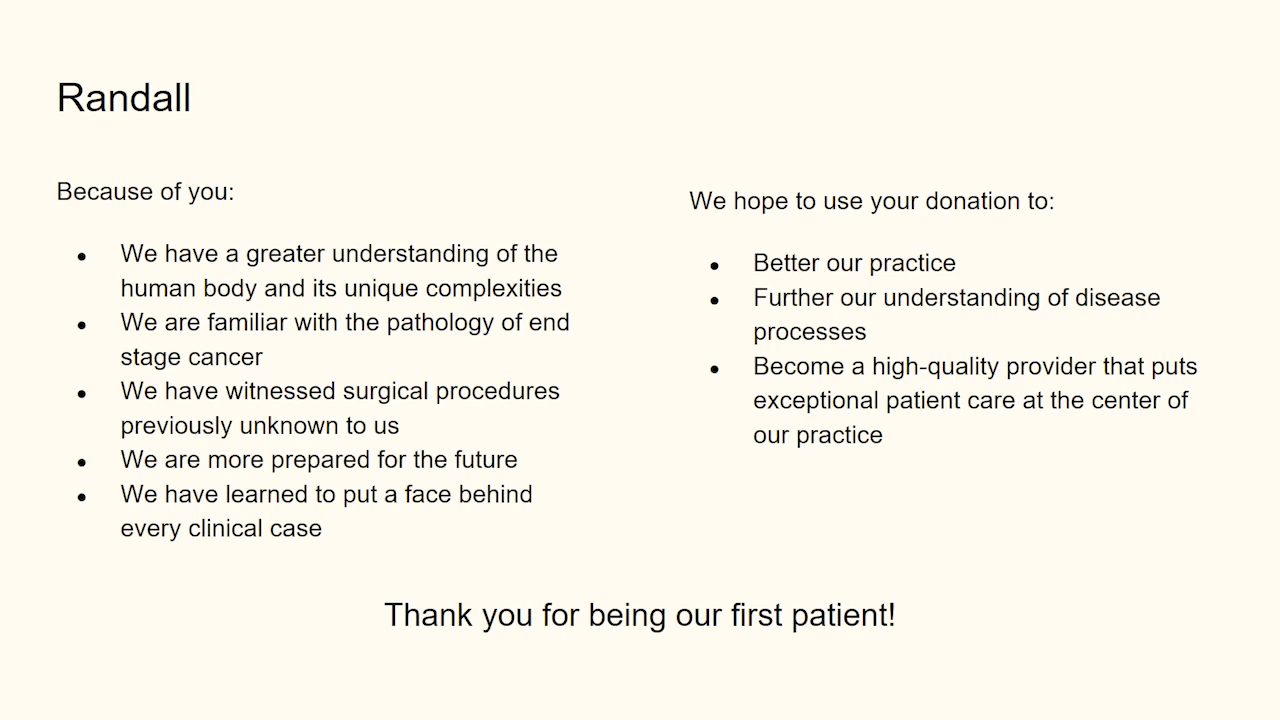 Randall
Because of you:
● We have a greater understanding of the
human body and its unique complexities
● We are familiar with the pathology of end
stage cancer
● We have witnessed surgical procedures
previously unknown to us
● We are more prepared for the future
● We have learned to put a face behind
every clinical case
We hope to use your donation to:
● Better our practice
● Further our understanding of disease
processes
● Become a high-quality provider that puts
exceptional patient care at the center of
our practice
Thank you for being our first patient!